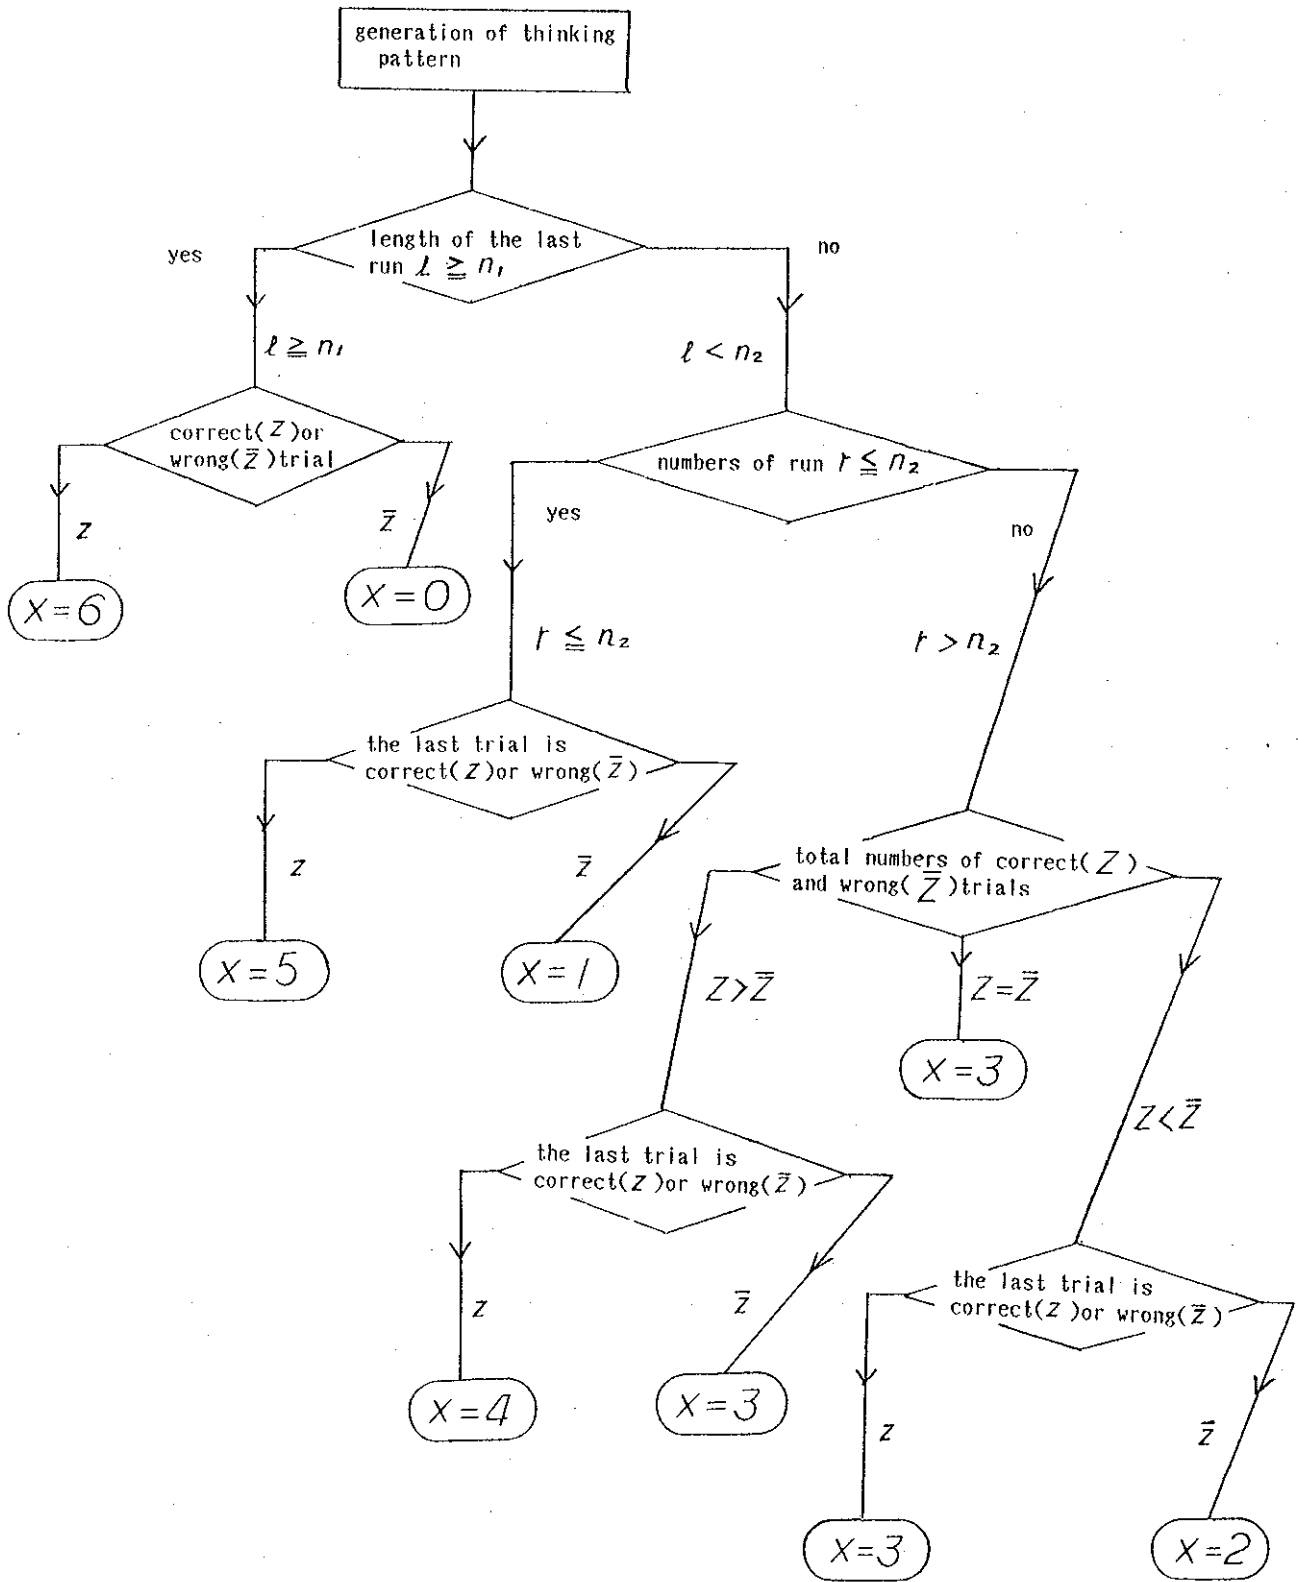 generation of thinking
pattern
length of the last
run ℓ ≧ n₁
yes
no
ℓ ≧ n₁
ℓ < n₂
correct(Z)or
wrong(Z̄)trial
numbers of run r ≦ n₂
z
z̄
yes
no
X=6
X=0
r ≦ n₂
r > n₂
the last trial is
correct(Z)or wrong(Z̄)
z
z̄
total numbers of correct(Z)
and wrong(Z̄)trials
X=5
X=1
Z>Z̄
Z=Z̄
Z<Z̄
X=3
the last trial is
correct(Z)or wrong(Z̄)
z
z̄
the last trial is
correct(Z)or wrong(Z̄)
X=4
X=3
z
z̄
X=3
X=2